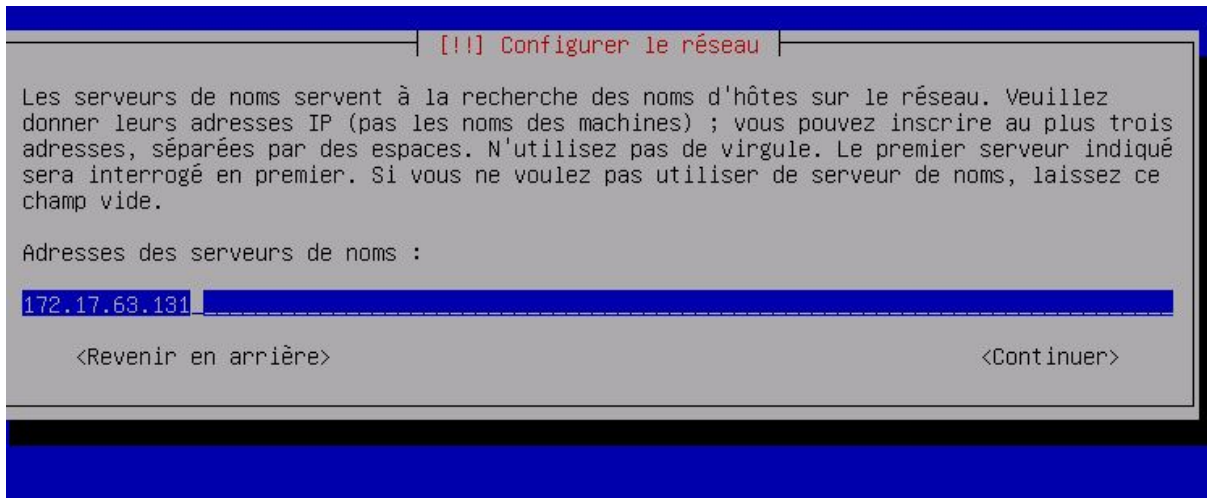 [!!] Configurer le réseau
Les serveurs de noms servent à la recherche des noms d'hôtes sur le réseau. Veuillez
donner leurs adresses IP (pas les noms des machines) ; vous pouvez inscrire au plus trois
adresses, séparées par des espaces. N'utilisez pas de virgule. Le premier serveur indiqué
sera interrogé en premier. Si vous ne voulez pas utiliser de serveur de noms, laissez ce
champ vide.
Adresses des serveurs de noms :
172.17.63.131
<Revenir en arrière> <Continuer>